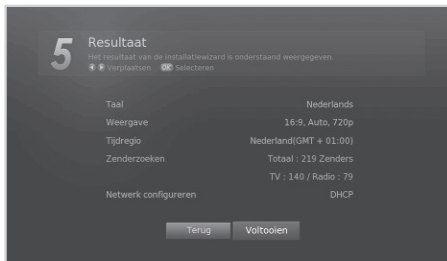 5 Resultaat
Het resultaat van de installatiewizard is onderstaand weergegeven.
Verplaatsen OK Selecteren
Taal Nederlands
Weergave 16:9, Auto, 720p
Tijdregio Nederland(GMT + 01:00)
Zenderzoeken Totaal : 219 Zenders
TV : 140 / Radio : 79
Netwerk configureren DHCP
Terug Voltooien